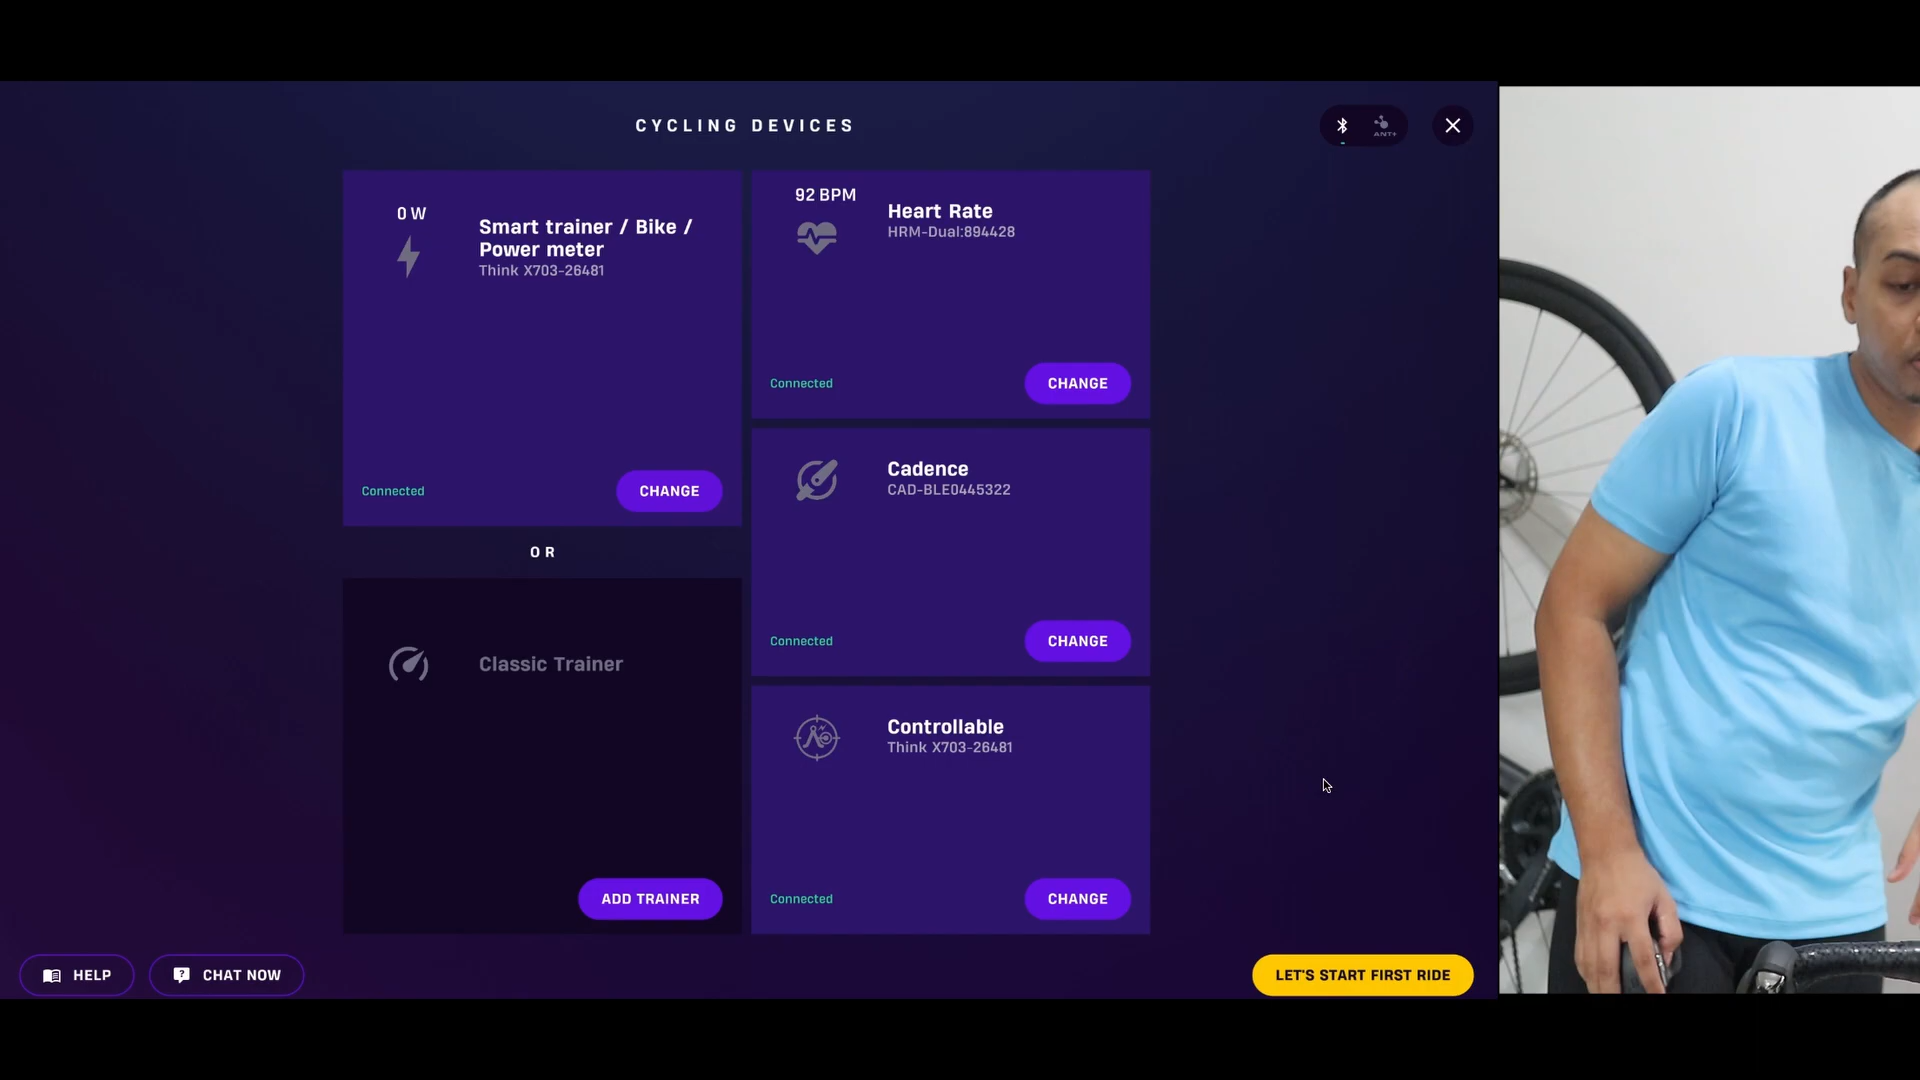 CYCLING DEVICES
ANT+
0 W
Smart trainer / Bike /
Power meter
Think X703-26481
Connected
CHANGE
OR
Classic Trainer
ADD TRAINER
92 BPM
Heart Rate
HRM-Dual:894428
Connected
CHANGE
Cadence
CAD-BLE0445322
Connected
CHANGE
Controllable
Think X703-26481
Connected
CHANGE
HELP
CHAT NOW
LET'S START FIRST RIDE